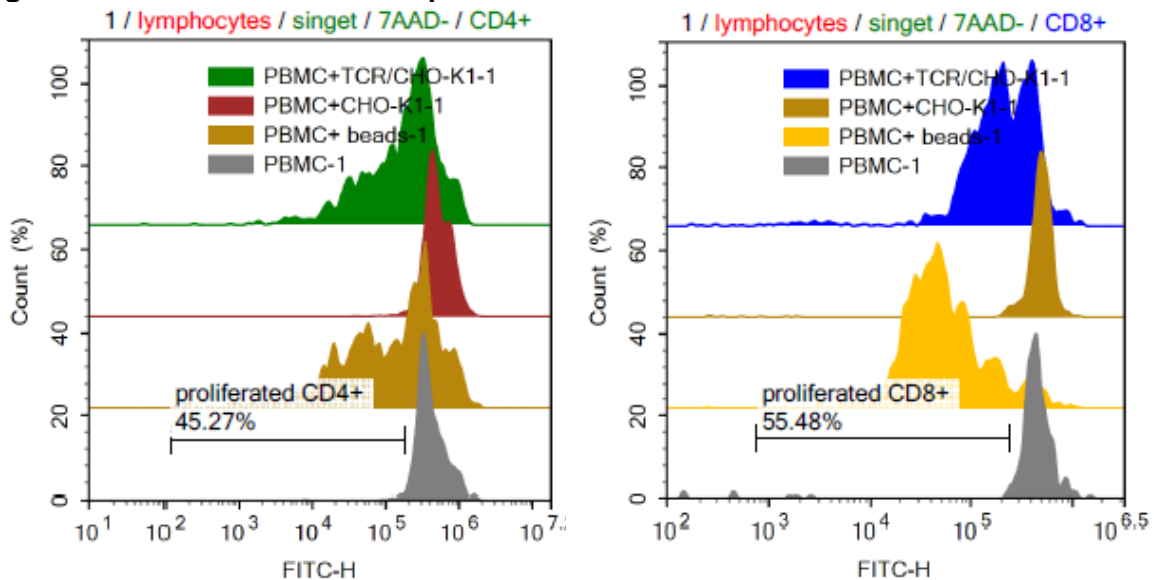 1 / lymphocytes / singet / 7AAD- / CD4+
PBMC+TCR/CHO-K1-1
PBMC+CHO-K1-1
PBMC+ beads-1
PBMC-1
Count (%)
100
80
60
40
20
0
proliferated CD4+
45.27%
10^1 10^2 10^3 10^4 10^5 10^6
FITC-H
1 / lymphocytes / singet / 7AAD- / CD8+
PBMC+TCR/CHO-K1-1
PBMC+CHO-K1-1
PBMC+ beads-1
PBMC-1
Count (%)
100
80
60
40
20
0
proliferated CD8+
55.48%
10^2 10^3 10^4 10^5 10^6,5
FITC-H